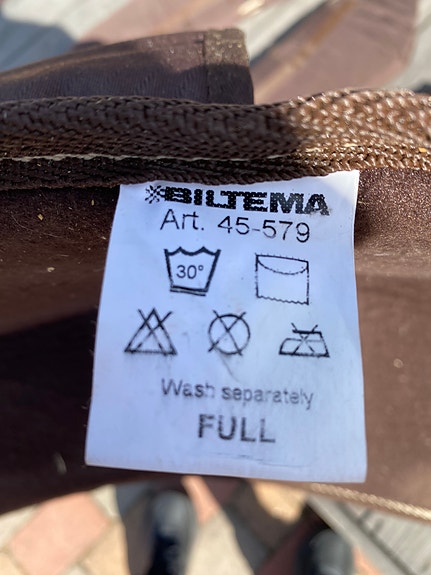 BILTEMA
Art. 45-579
30°
Wash separately
FULL